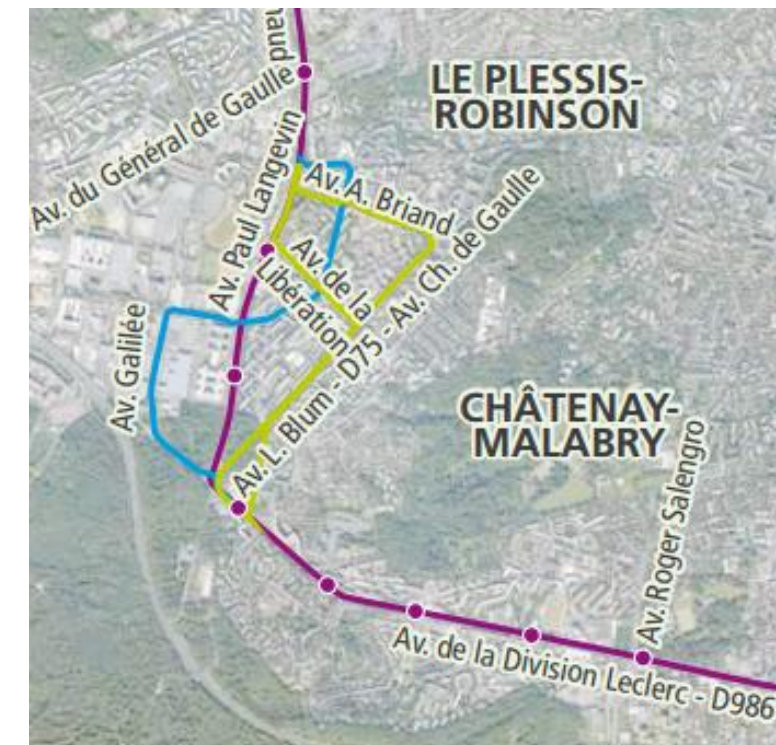 aud
Av. du Général de Gaulle
LE PLESSIS-
ROBINSON
Av. Paul Langevin
Av. A. Briand
Av. de la
Libération
D75 - Av. Ch. de Gaulle
Av. Galilée
Av. L. Blum -
CHÂTENAY-
MALABRY
Av. Roger Salengro
Av. de la Division Leclerc - D986